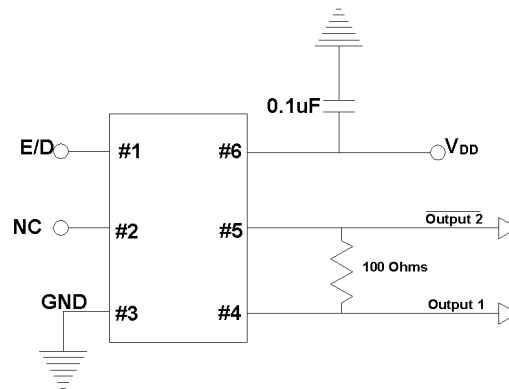 0.1uF
E/D
#1
#6
VDD
NC
#2
#5
Output 2
100 Ohms
GND
#3
#4
Output 1